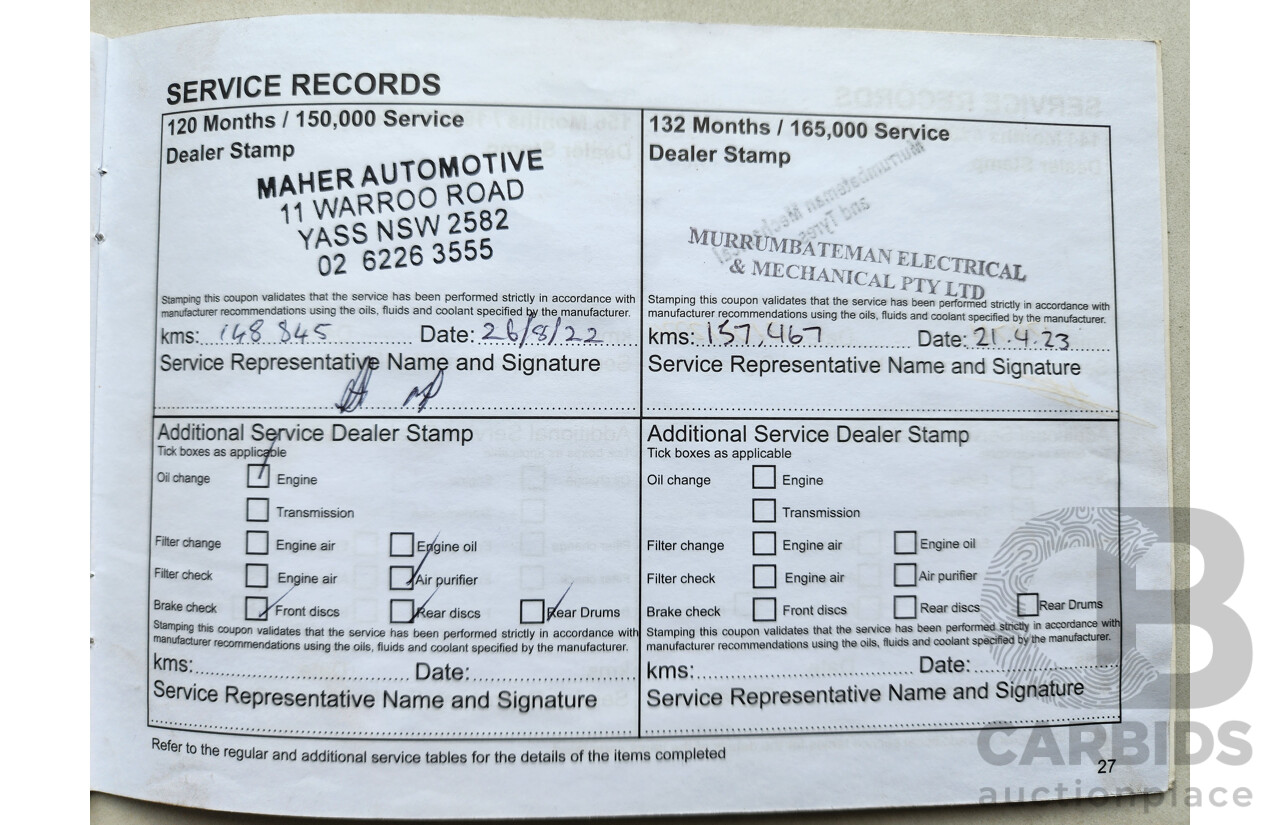 SERVICE RECORDS
120 Months / 150,000 Service
Dealer Stamp
MAHER AUTOMOTIVE
11 WARROO ROAD
YASS NSW 2582
02 6226 3555
Stamping this coupon validates that the service has been performed strictly in accordance with
manufacturer recommendations using the oils, fluids and coolant specified by the manufacturer.
kms: 148 845 Date: 26/8/22
Service Representative Name and Signature
Additional Service Dealer Stamp
Tick boxes as applicable
Oil change Engine
Transmission
Filter change Engine air Engine oil
Filter check Engine air Air purifier
Brake check Front discs Rear discs Rear Drums
Stamping this coupon validates that the service has been performed strictly in accordance with
manufacturer recommendations using the oils, fluids and coolant specified by the manufacturer.
kms: Date:
Service Representative Name and Signature
132 Months / 165,000 Service
Dealer Stamp
MURRUMBATEMAN ELECTRICAL
& MECHANICAL PTY LTD
Stamping this coupon validates that the service has been performed strictly in accordance with
manufacturer recommendations using the oils, fluids and coolant specified by the manufacturer.
kms: 157,467 Date: 21.4.23
Service Representative Name and Signature
Additional Service Dealer Stamp
Tick boxes as applicable
Oil change Engine
Transmission
Filter change Engine air Engine oil
Filter check Engine air Air purifier
Brake check Front discs Rear discs Rear Drums
Stamping this coupon validates that the service has been performed strictly in accordance with
manufacturer recommendations using the oils, fluids and coolant specified by the manufacturer.
kms: Date:
Service Representative Name and Signature
Refer to the regular and additional service tables for the details of the items completed
27
CARBIDS
auctionplace